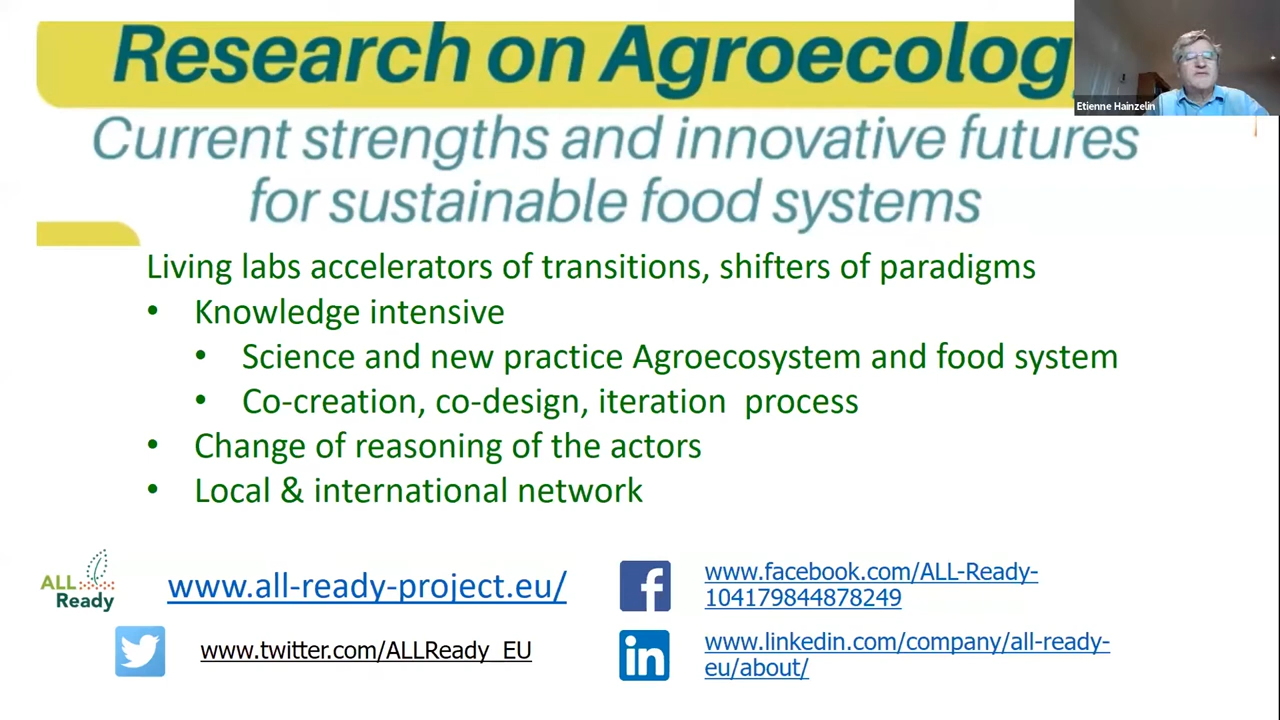 Research on Agroecolog
Etienne Hainzelin
Current strengths and innovative futures
for sustainable food systems
Living labs accelerators of transitions, shifters of paradigms
• Knowledge intensive
• Science and new practice Agroecosystem and food system
• Co-creation, co-design, iteration process
• Change of reasoning of the actors
• Local & international network
ALL
Ready
www.all-ready-project.eu/
www.facebook.com/ALL-Ready-
104179844878249
www.twitter.com/ALLReady_EU
in
www.linkedin.com/company/all-ready-
eu/about/